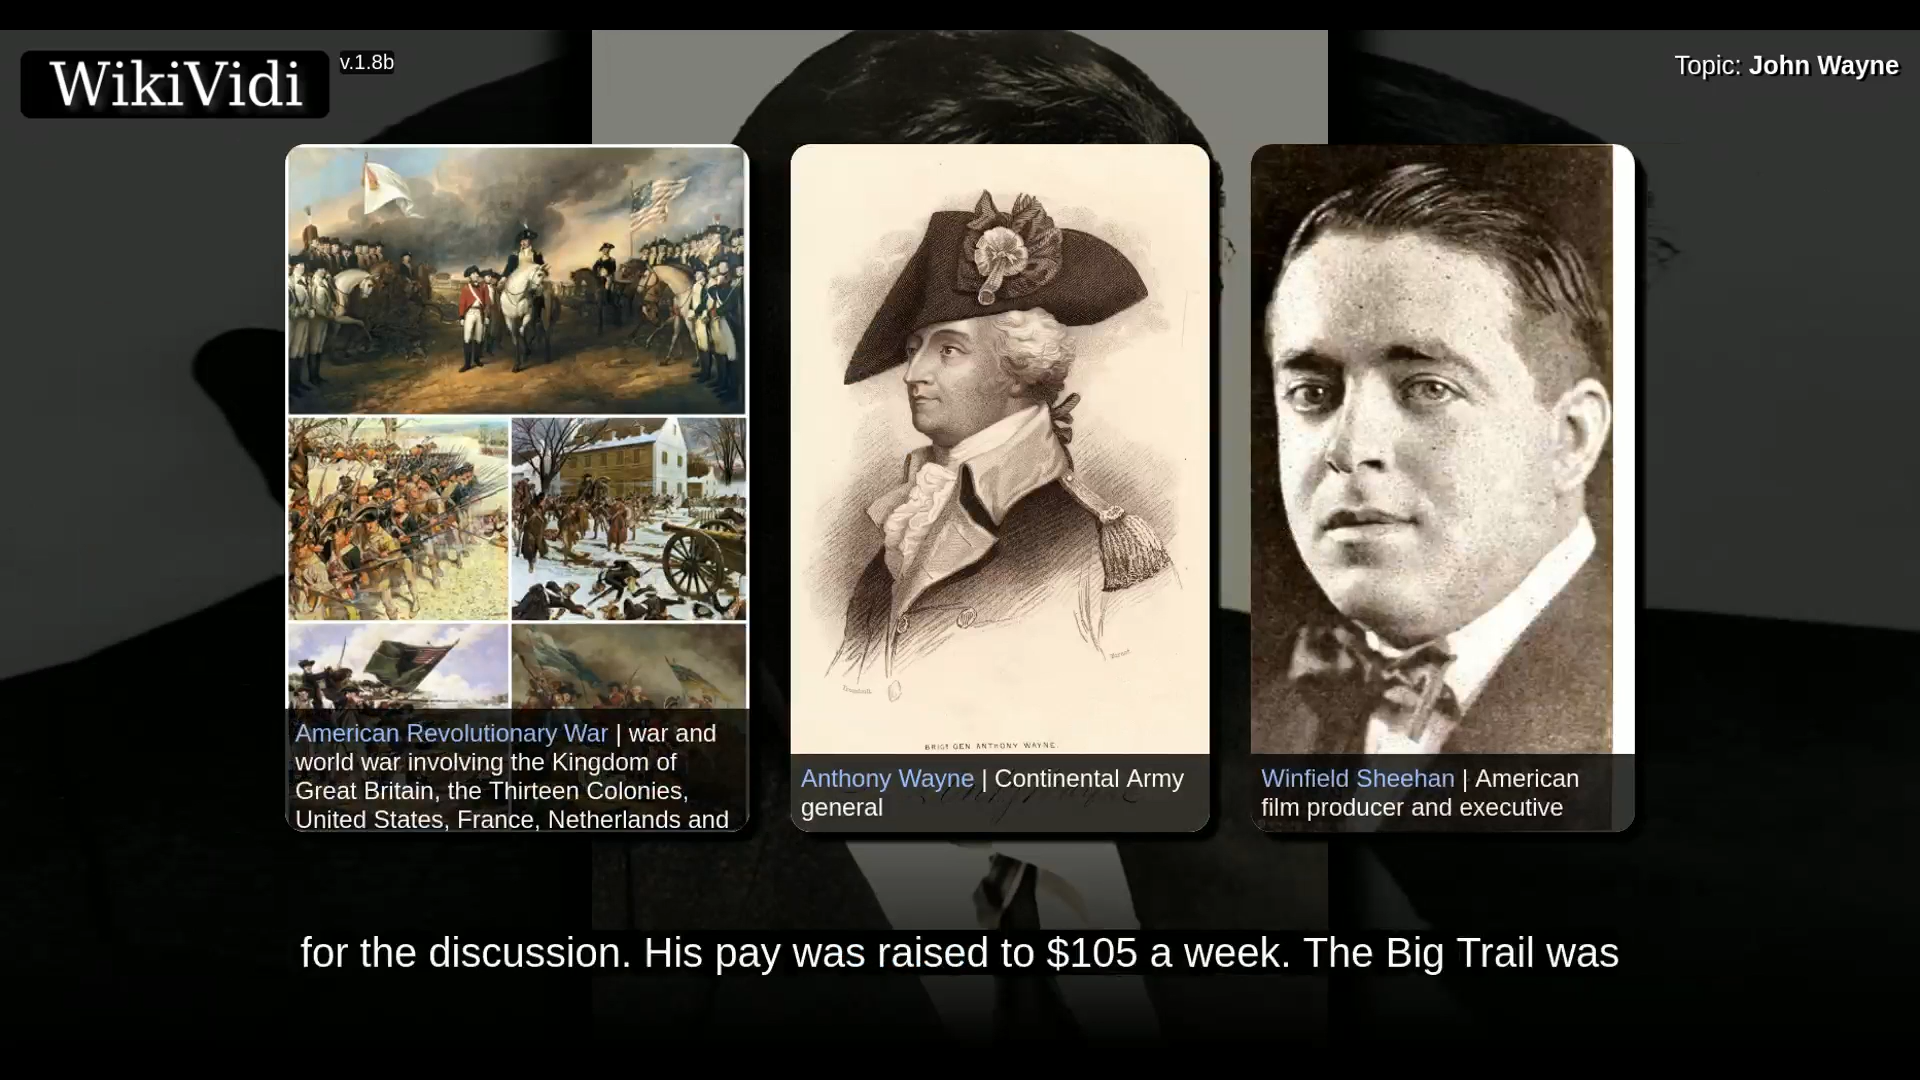 WikiVidi
v.1.8b
Topic: John Wayne
American Revolutionary War | war and
world war involving the Kingdom of
Great Britain, the Thirteen Colonies,
United States, France, Netherlands and
BRIGT GEN ANTHONY WAYNE.
Anthony Wayne | Continental Army
general
Winfield Sheehan | American
film producer and executive
for the discussion. His pay was raised to $105 a week. The Big Trail was